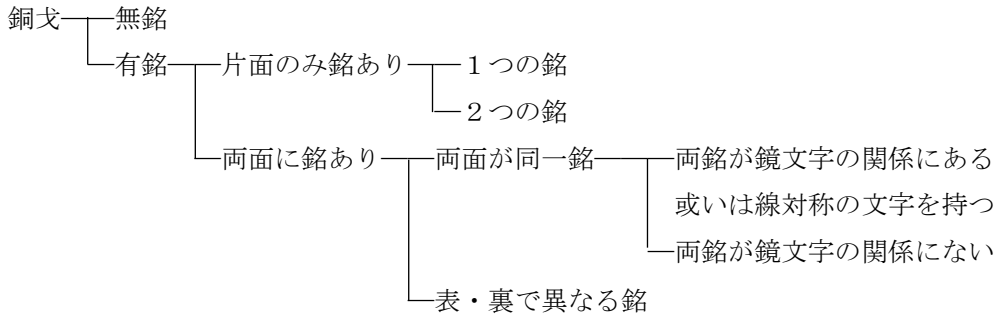 銅戈 無銘
有銘 片面のみ銘あり １つの銘
２つの銘
両面に銘あり 両面が同一銘 両銘が鏡文字の関係にある
或いは線対称の文字を持つ
両銘が鏡文字の関係にない
表・裏で異なる銘